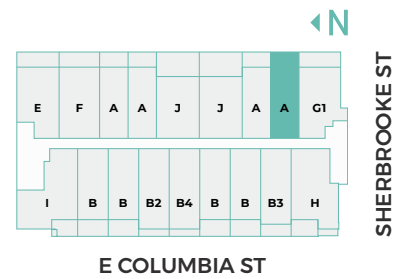 N
E F A A J J A A G1
I B B B2 B4 B B B3 H
SHERBROOKE ST
E COLUMBIA ST